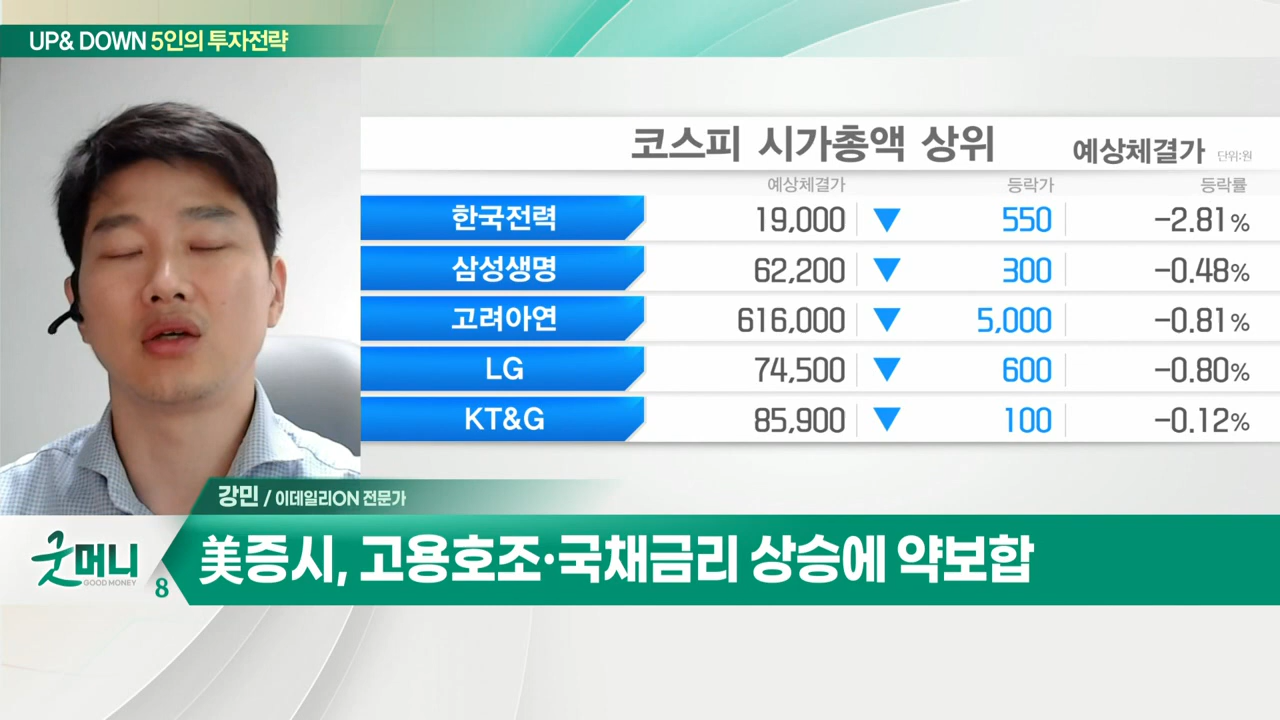 UP& DOWN 5인의 투자전략
코스피 시가총액 상위 예상체결가 단위:원
예상체결가 등락가 등락률
한국전력 19,000 ▼ 550 -2.81%
삼성생명 62,200 ▼ 300 -0.48%
고려아연 616,000 ▼ 5,000 -0.81%
LG 74,500 ▼ 600 -0.80%
KT&G 85,900 ▼ 100 -0.12%
강민 / 이데일리ON 전문가
굿머니
GOOD MONEY
8
美증시, 고용호조·국채금리 상승에 약보합